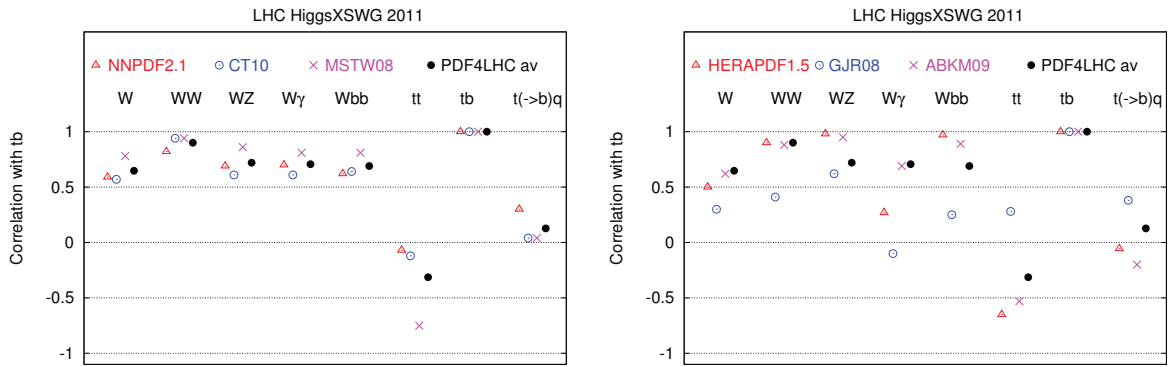 LHC HiggsXSWG 2011
NNPDF2.1 CT10 MSTW08 PDF4LHC av
W WW WZ Wγ Wbb tt tb t(->b)q
1
0.5
0
-0.5
-1
Correlation with tb
LHC HiggsXSWG 2011
HERAPDF1.5 GJR08 ABKM09 PDF4LHC av
W WW WZ Wγ Wbb tt tb t(->b)q
1
0.5
0
-0.5
-1
Correlation with tb